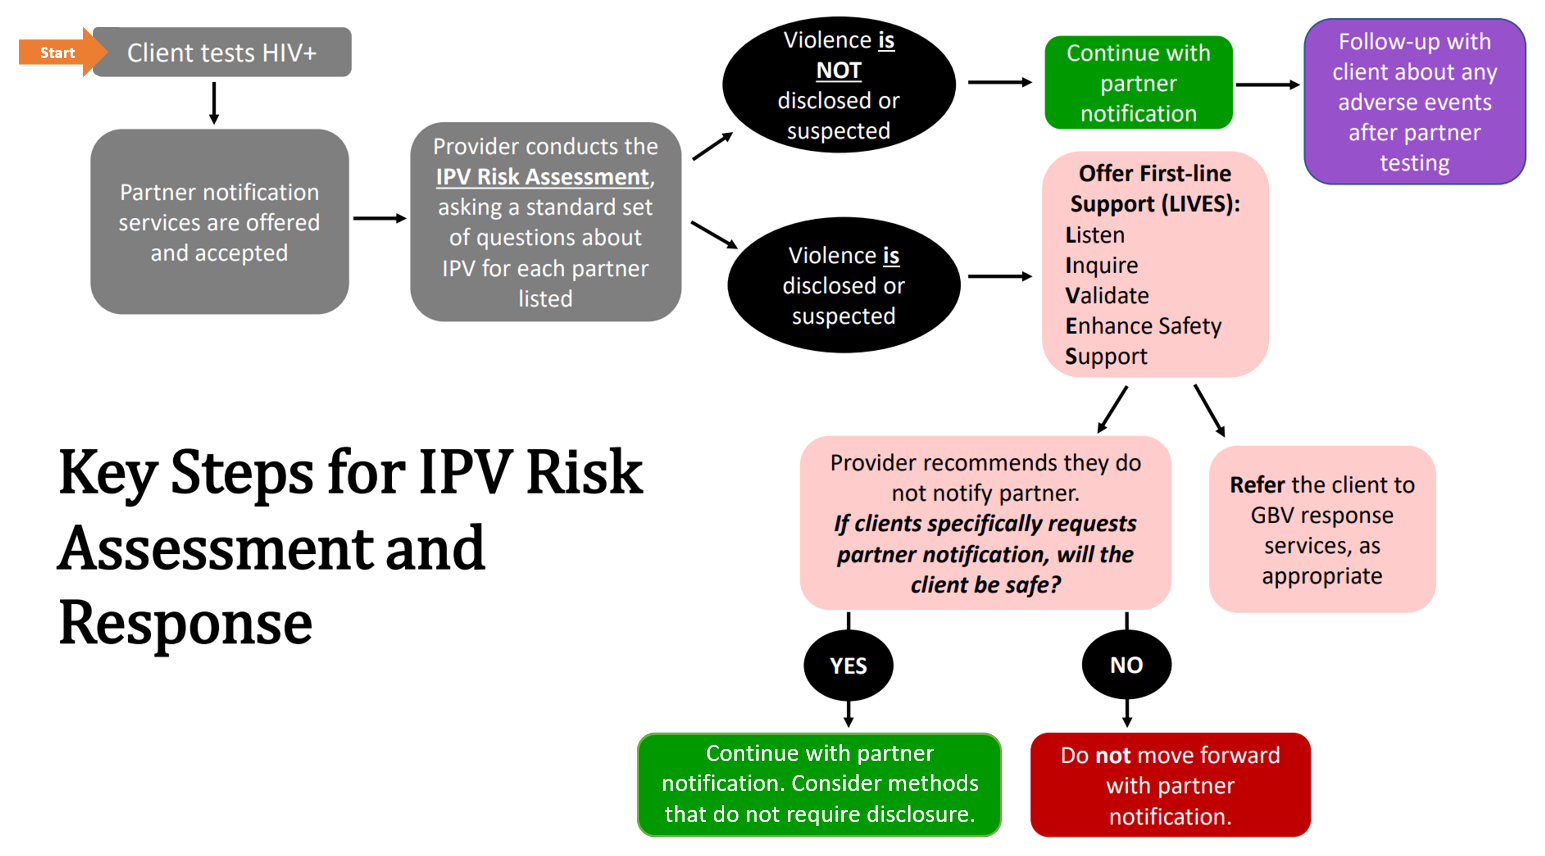 Start
Client tests HIV+
Partner notification
services are offered
and accepted
Provider conducts the
IPV Risk Assessment,
asking a standard set
of questions about
IPV for each partner
listed
Violence is
NOT
disclosed or
suspected
Continue with
partner
notification
Follow-up with
client about any
adverse events
after partner
testing
Violence is
disclosed or
suspected
Offer First-line
Support (LIVES):
Listen
Inquire
Validate
Enhance Safety
Support
Provider recommends they do
not notify partner.
If clients specifically requests
partner notification, will the
client be safe?
Refer the client to
GBV response
services, as
appropriate
YES
NO
Continue with partner
notification. Consider methods
that do not require disclosure.
Do not move forward
with partner
notification.
Key Steps for IPV Risk
Assessment and
Response